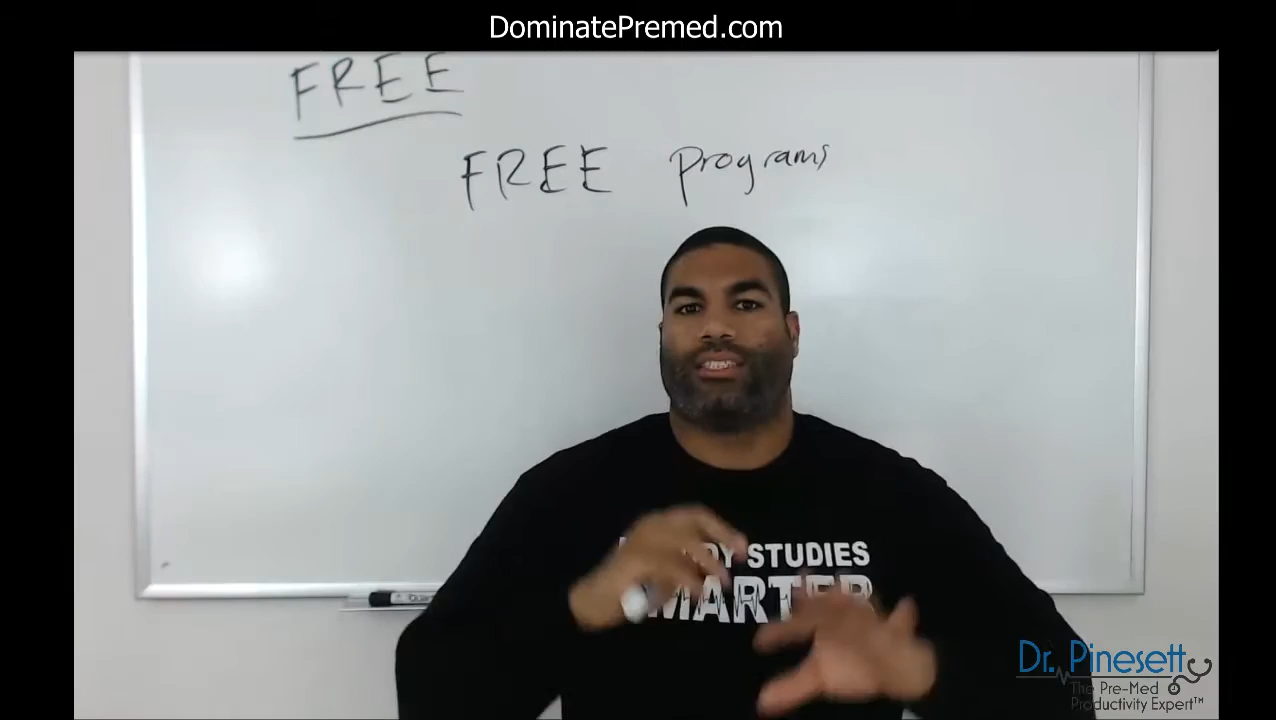 DominatePremed.com
FREE
FREE programs
STUDIES
Dr. Pinesett
The Pre-Med
Productivity Expert™